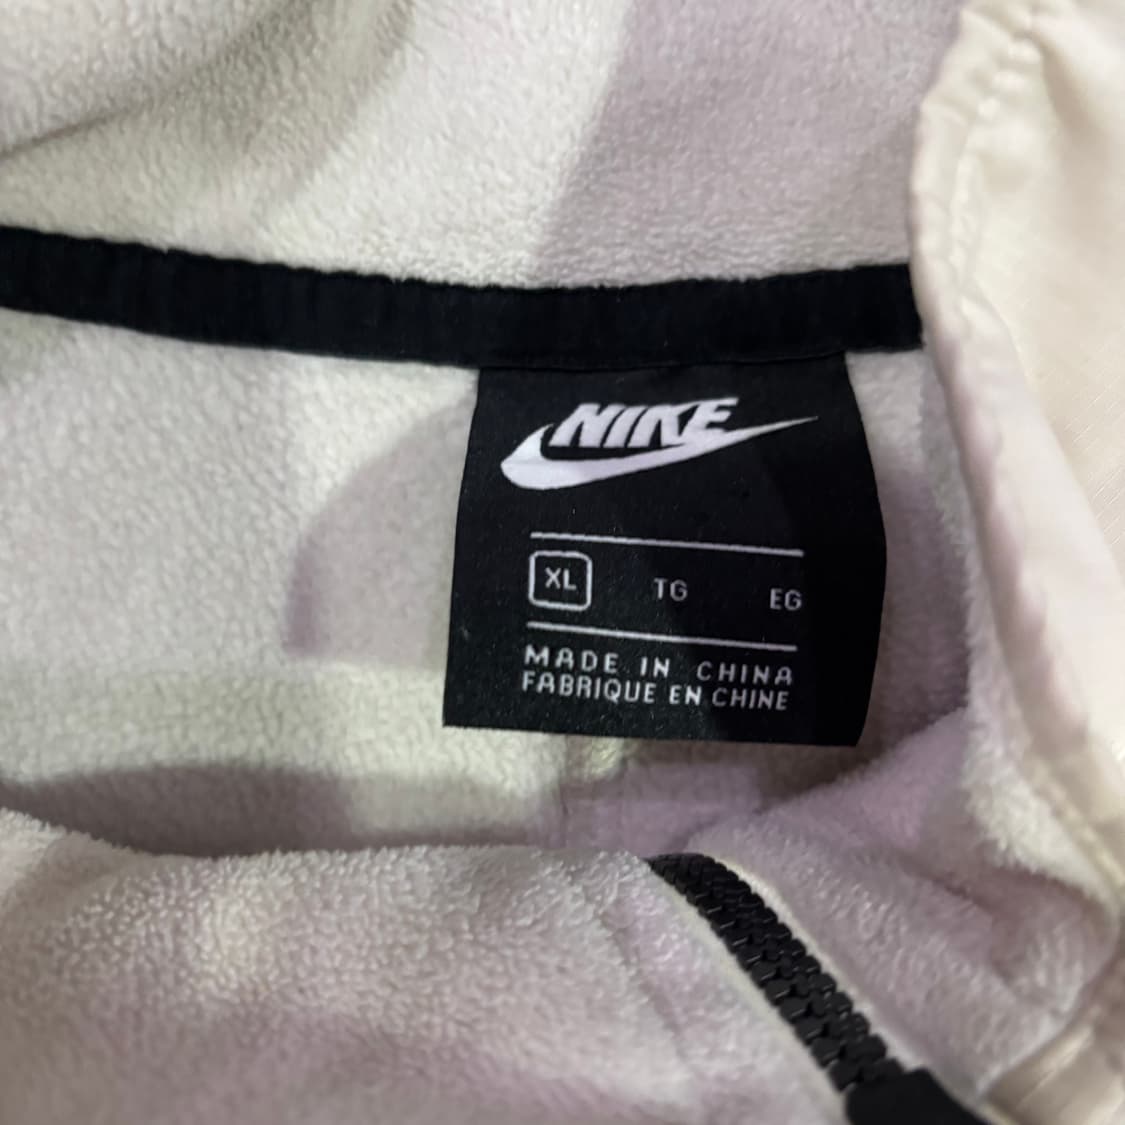 NIKE
XL TG EG
MADE IN CHINA
FABRIQUE EN CHINE